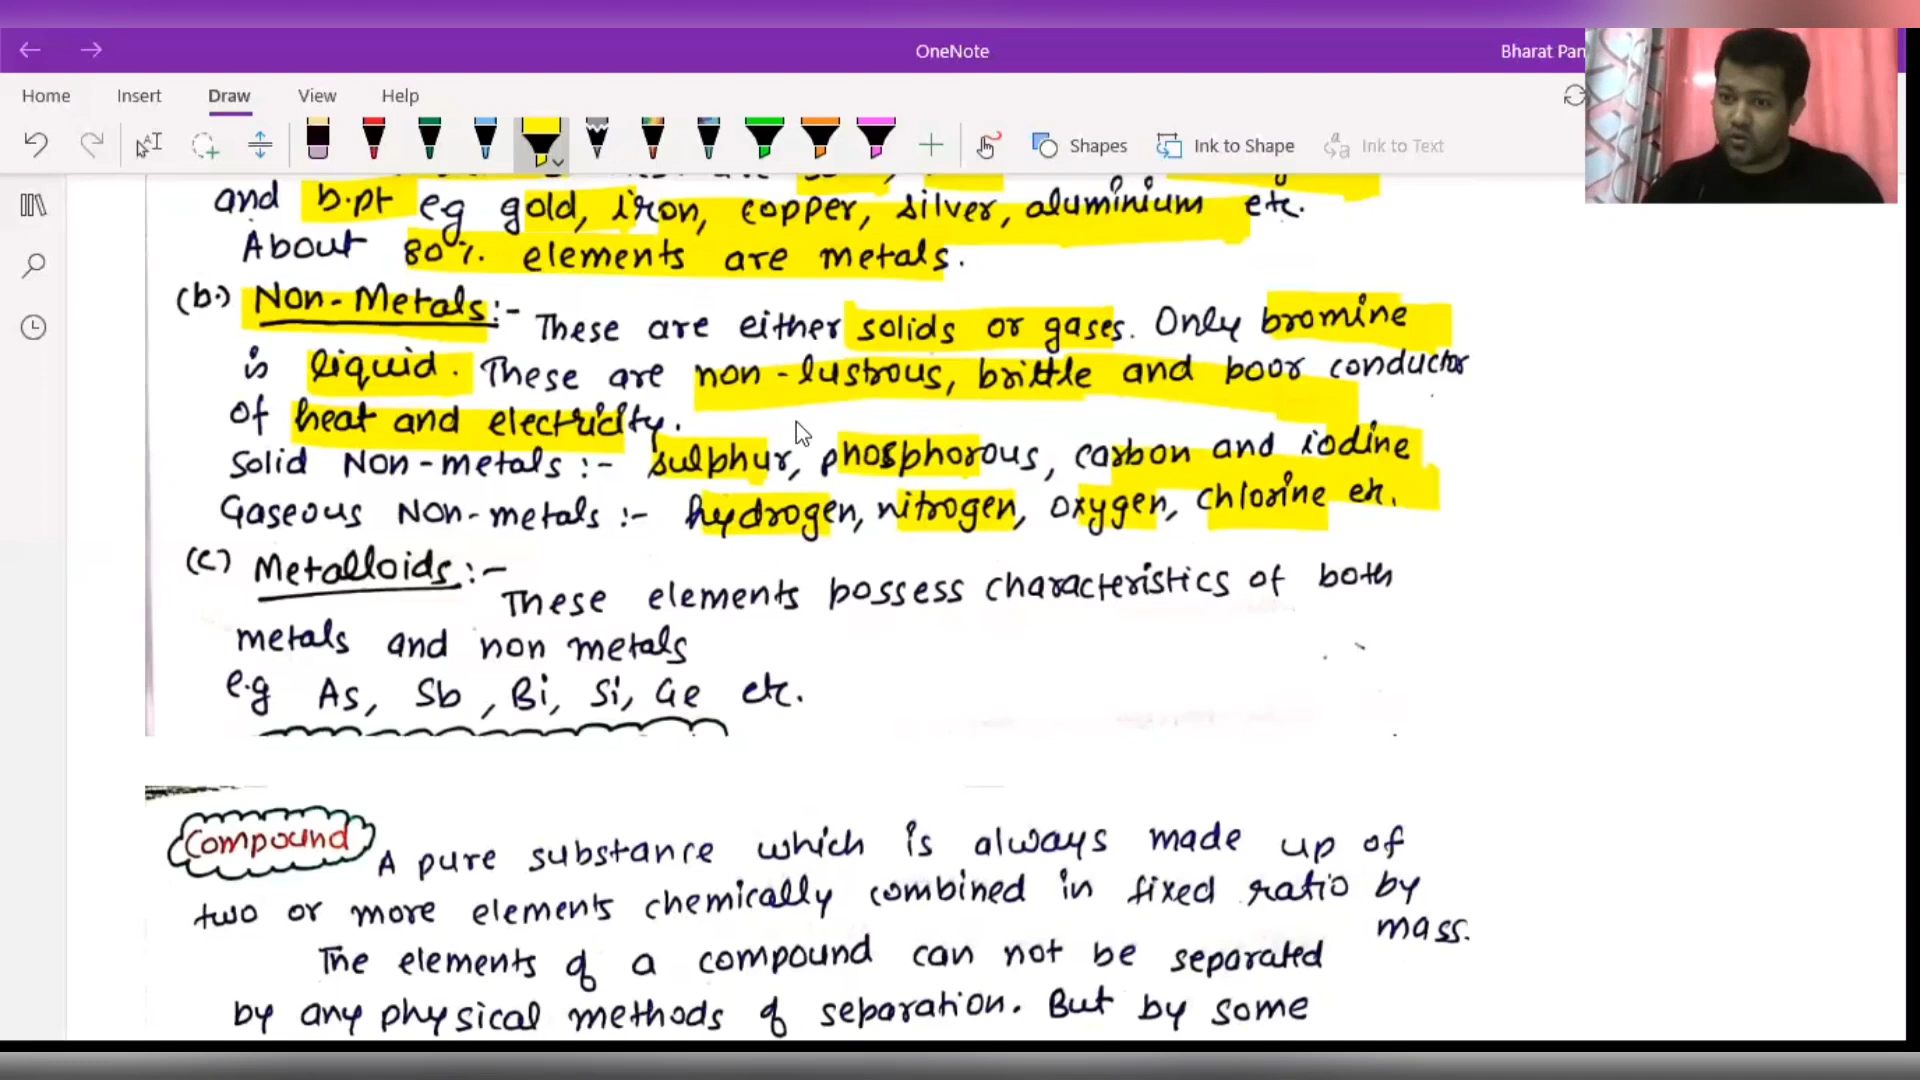 OneNote
Bharat Pan
Home Insert Draw View Help
Shapes Ink to Shape Ink to Text
and b.pt eg gold, iron, copper, silver, aluminium etc.
About 80% elements are metals.
(b.) Non-Metals:- These are either solids or gases. Only bromine
is liquid. These are non-lustrous, brittle and poor conductor
of heat and electricity.
Solid Non-metals:- sulphur, phosphorous, carbon and iodine
Gaseous Non-metals:- hydrogen, nitrogen, oxygen, chlorine etc.
(c) Metalloids:-
These elements possess characteristics of both
metals and non metals
e.g As, Sb, Bi, Si, Ge etc.
Compound A pure substance which is always made up of
two or more elements chemically combined in fixed ratio by
mass.
The elements of a compound can not be separated
by any physical methods of separation. But by some